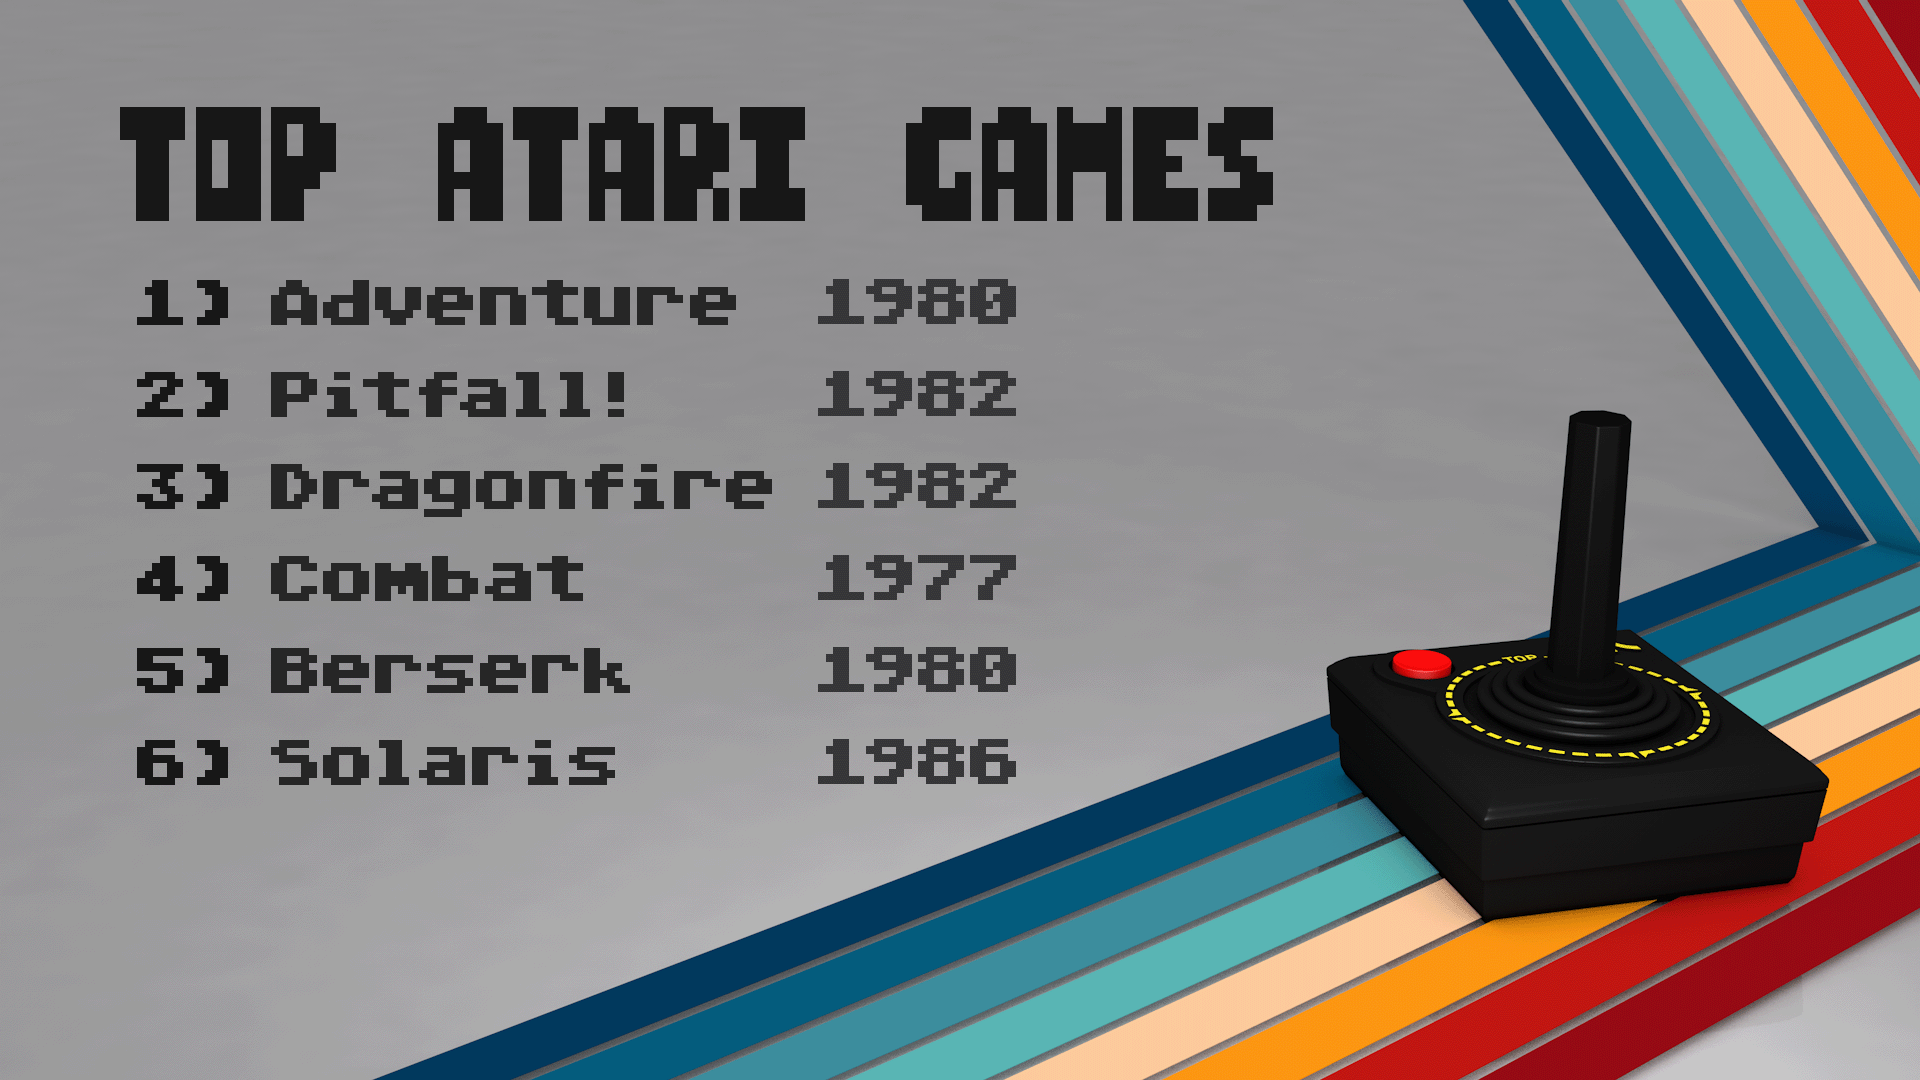 TOP ATARI GAMES
1) Adventure 1980
2) Pitfall! 1982
3) Dragonfire 1982
4) Combat 1977
5) Berserk 1980
6) Solaris 1986
TOP